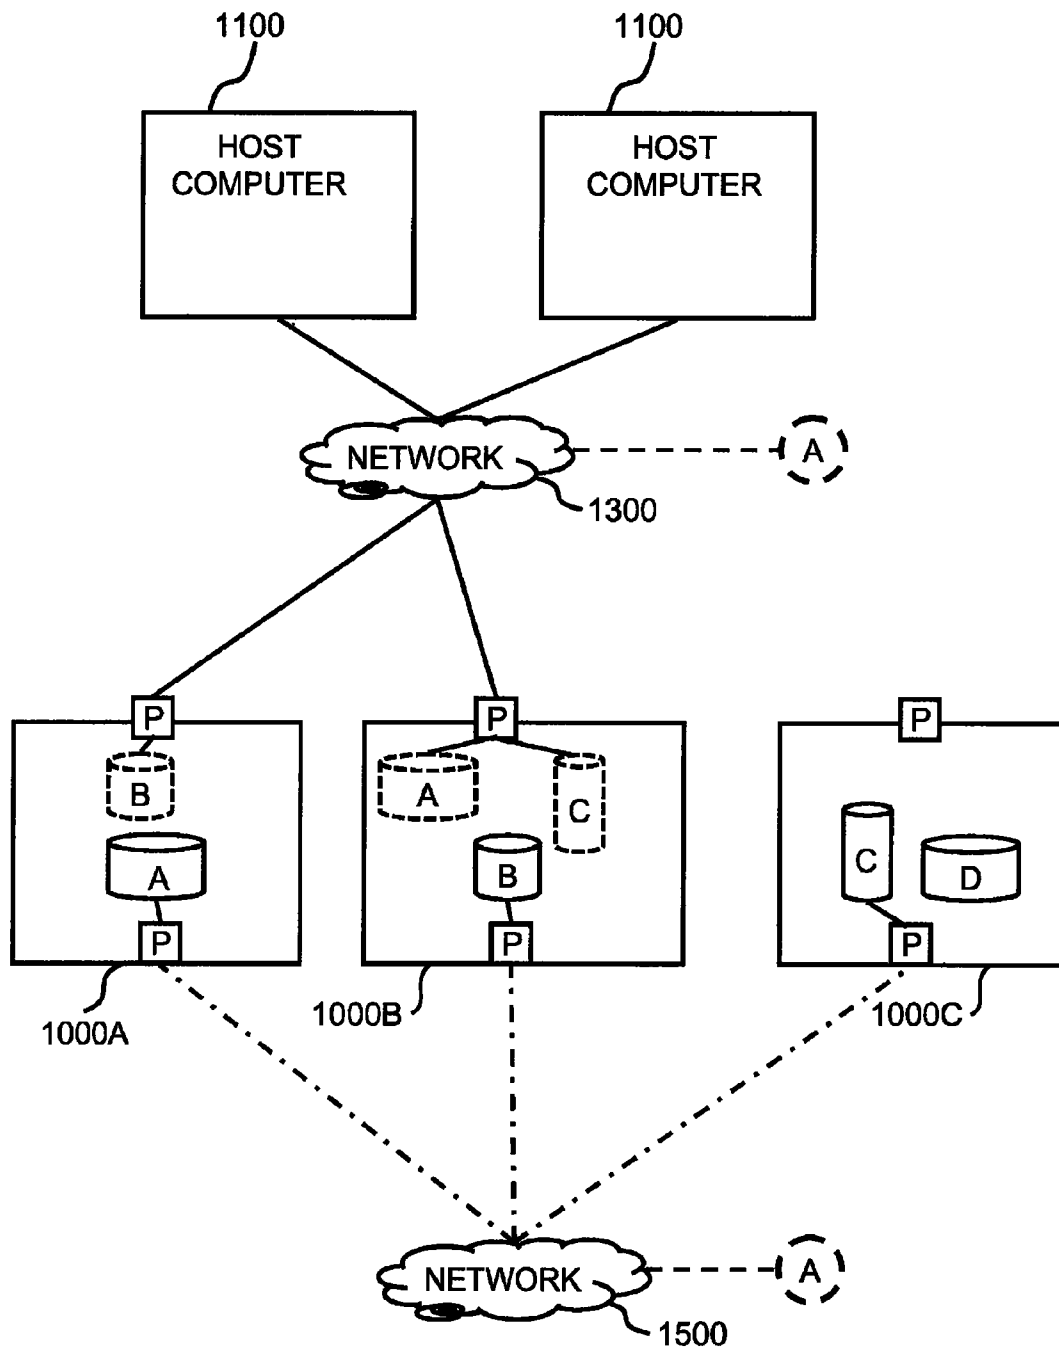 1100
1100
HOST
COMPUTER
HOST
COMPUTER
NETWORK
A
1300
P
P
P
B
A
C
A
B
C
D
P
P
P
1000A
1000B
1000C
NETWORK
A
1500